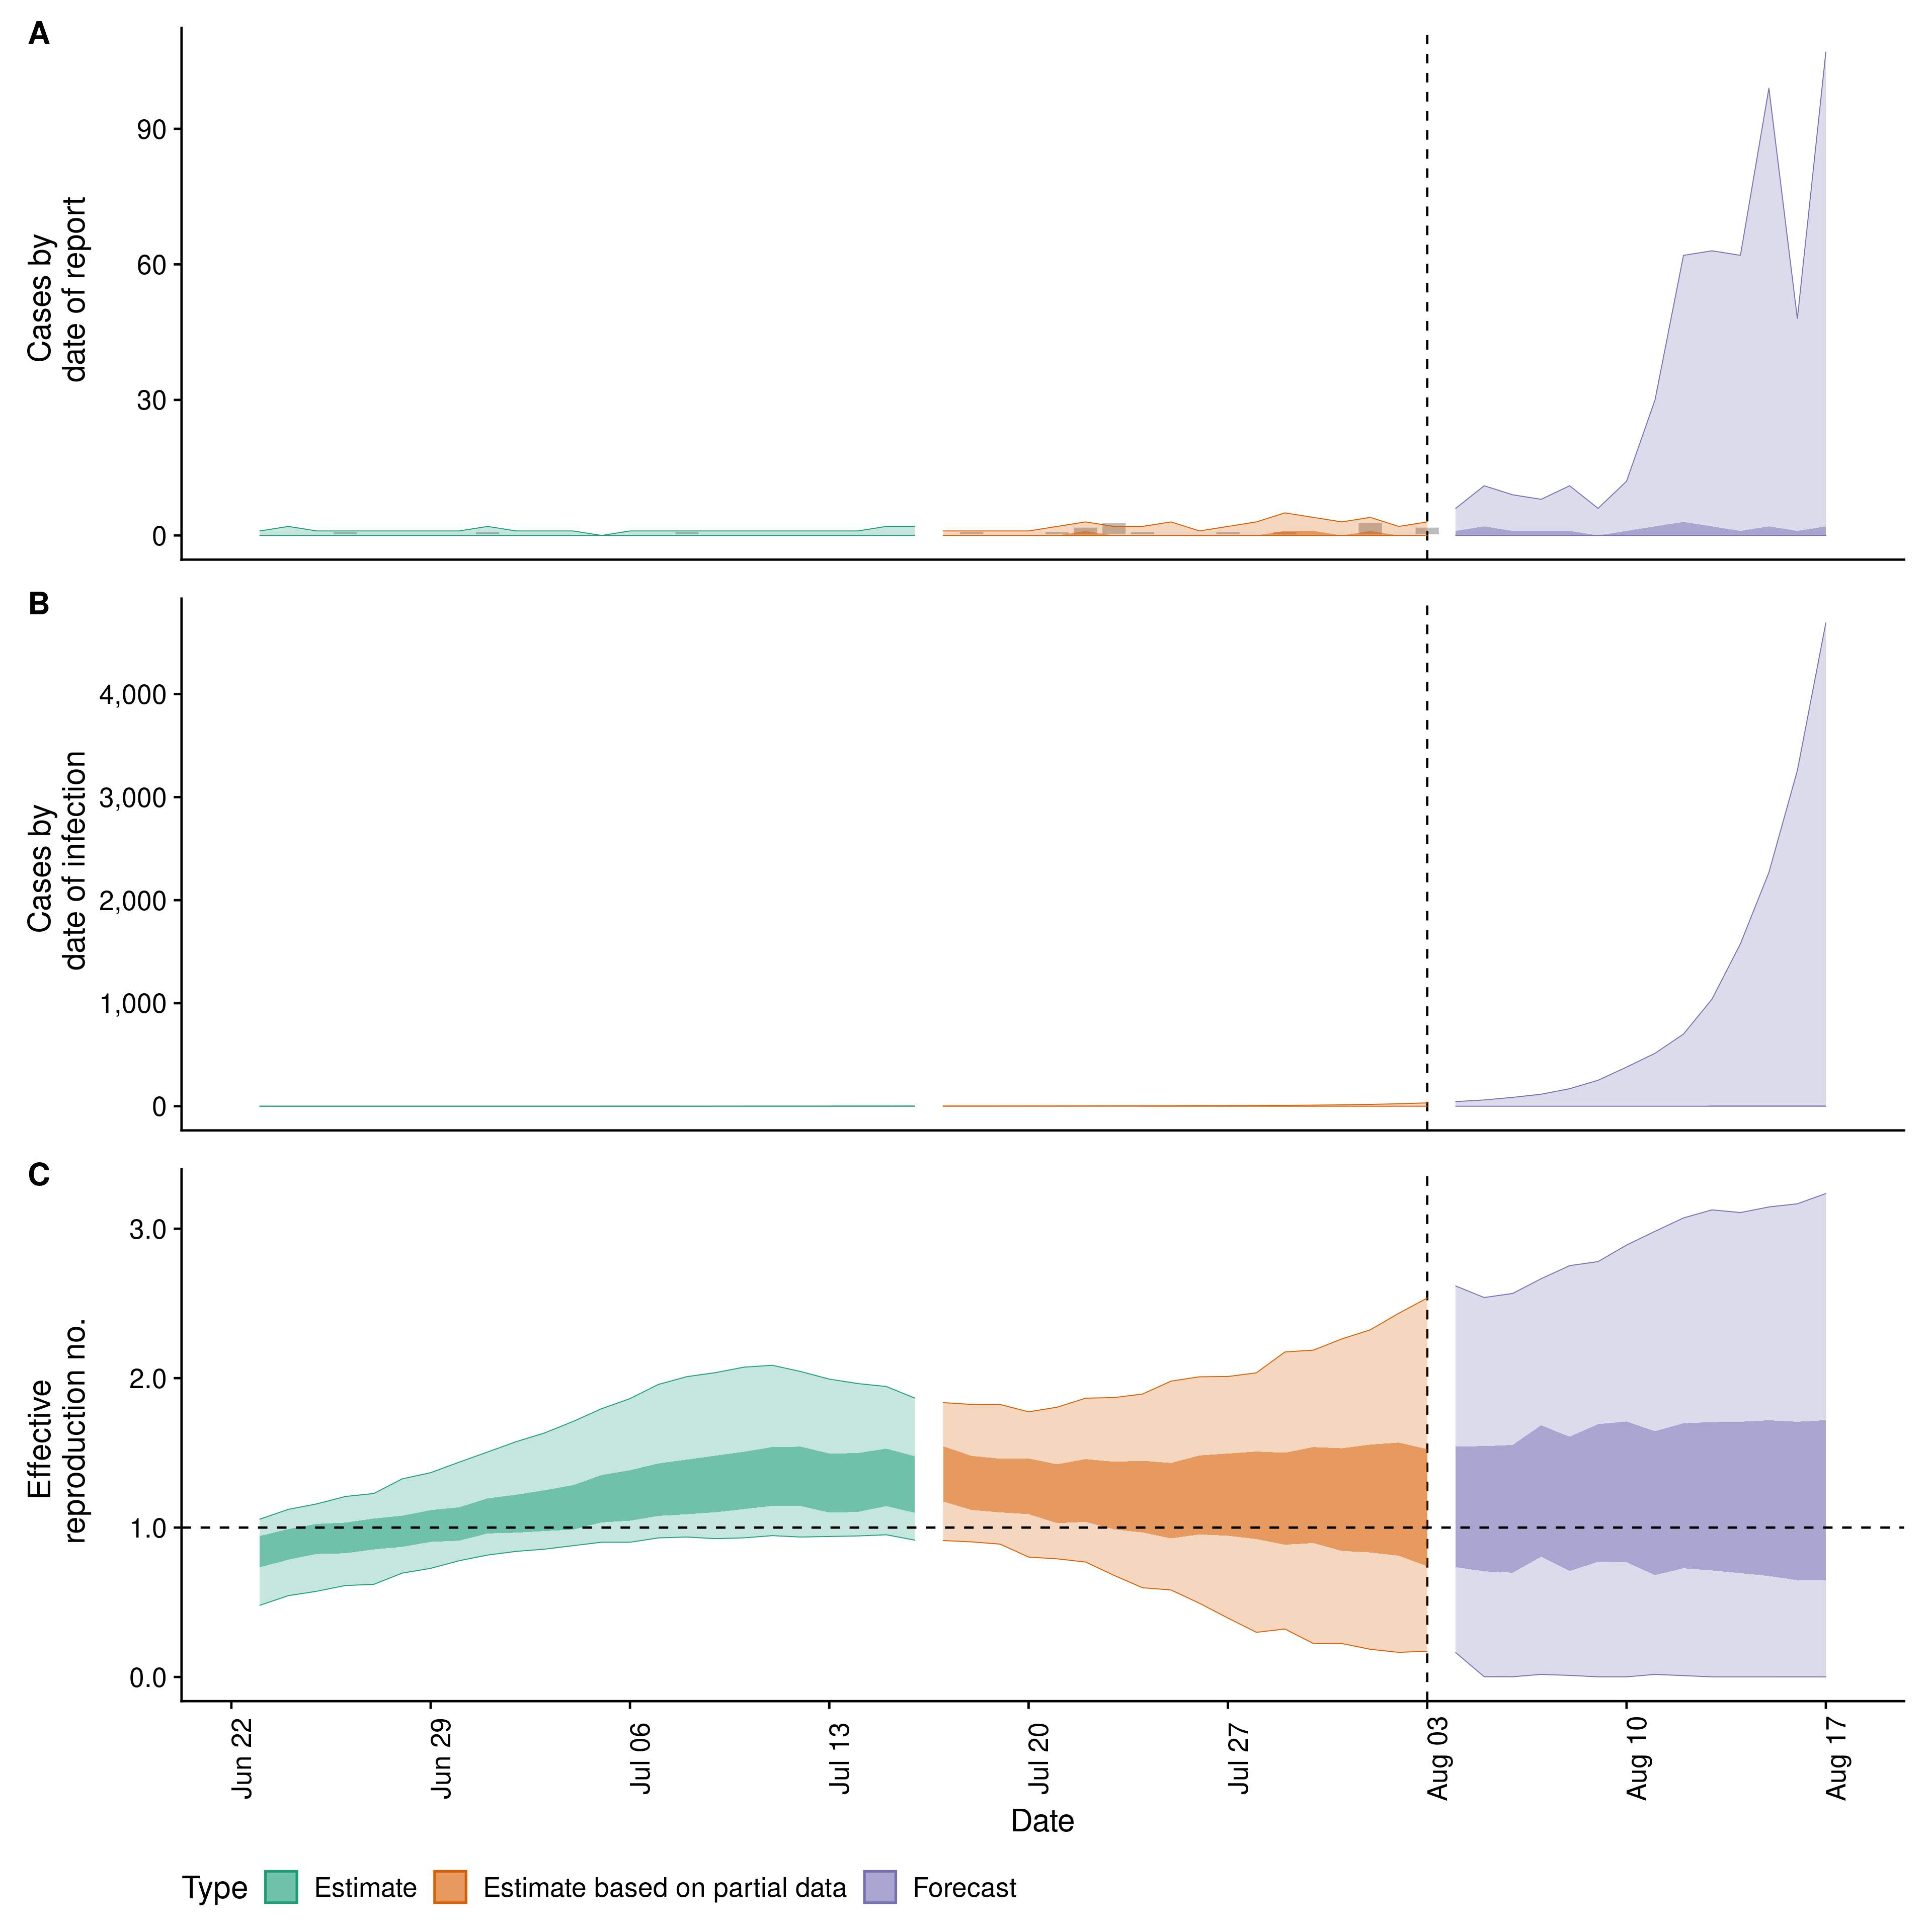 A
Cases by
date of report
90
60
30
0
B
Cases by
date of infection
4,000
3,000
2,000
1,000
0
C
Effective
reproduction no.
3.0
2.0
1.0
0.0
Jun 22
Jun 29
Jul 06
Jul 13
Jul 20
Jul 27
Aug 03
Aug 10
Aug 17
Date
Type Estimate Estimate based on partial data Forecast